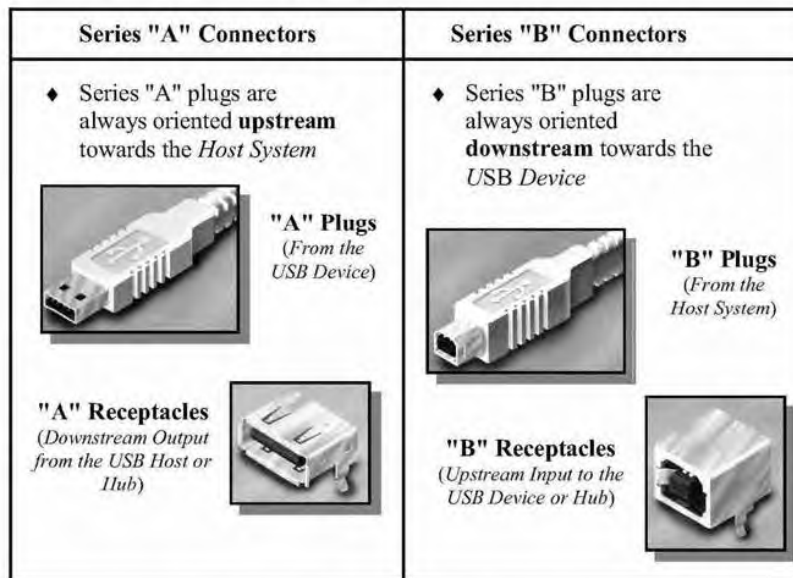 Series "A" Connectors
♦ Series "A" plugs are
always oriented upstream
towards the Host System
"A" Plugs
(From the
USB Device)
"A" Receptacles
(Downstream Output
from the USB Host or
Hub)
Series "B" Connectors
♦ Series "B" plugs are
always oriented
downstream towards the
USB Device
"B" Plugs
(From the
Host System)
"B" Receptacles
(Upstream Input to the
USB Device or Hub)